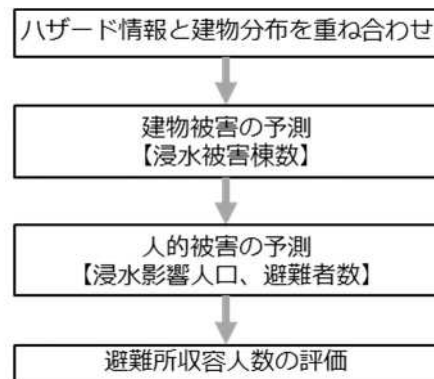 ハザード情報と建物分布を重ね合わせ
建物被害の予測
【浸水被害棟数】
人的被害の予測
【浸水影響人口、避難者数】
避難所収容人数の評価